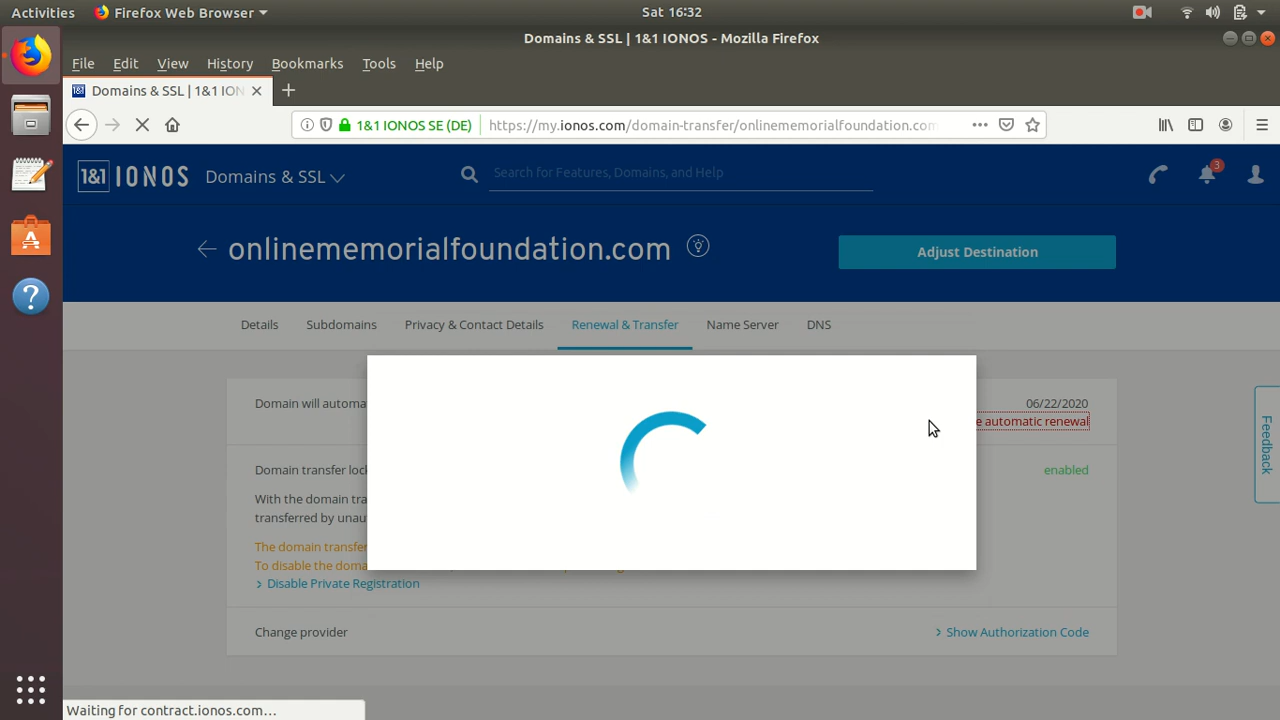 Activities
Firefox Web Browser
Sat 16:32
Domains & SSL | 1&1 IONOS - Mozilla Firefox
File Edit View History Bookmarks Tools Help
Domains & SSL | 1&1 ION
1&1 IONOS SE (DE)
https://my.ionos.com/domain-transfer/onlinememorialfoundation.com
1&1 IONOS
Domains & SSL
Search for Features, Domains, and Help
3
onlinememorialfoundation.com
Adjust Destination
Details Subdomains Privacy & Contact Details Renewal & Transfer Name Server DNS
Domain will automa
06/22/2020
automatic renewal
Domain transfer loc
enabled
With the domain tra
transferred by unau
The domain transfer
To disable the doma
Disable Private Registration
Change provider
Show Authorization Code
Feedback
Waiting for contract.ionos.com…